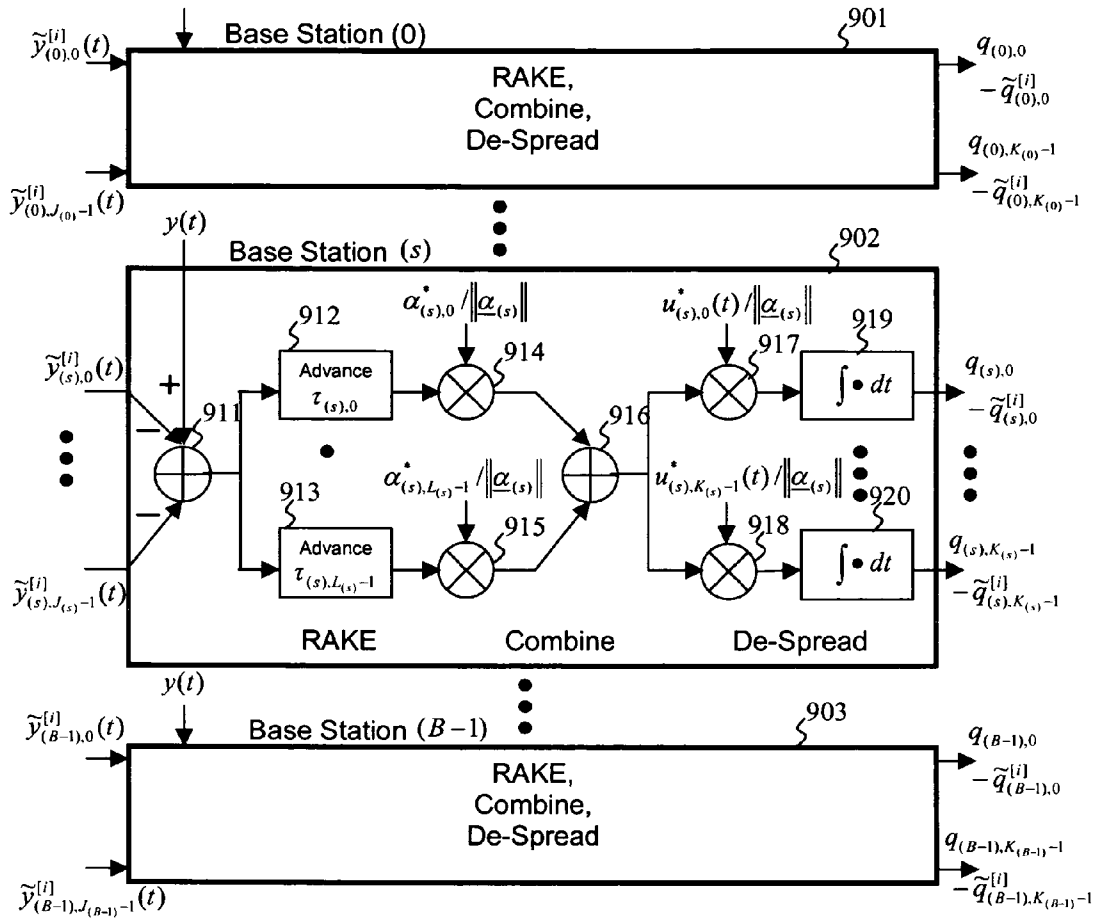 Base Station (0)
901
ỹ^{[i]}_{(0),0}(t)
q_{(0),0}
− q̃^{[i]}_{(0),0}
RAKE,
Combine,
De-Spread
q_{(0),K_{(0)}−1}
− q̃^{[i]}_{(0),K_{(0)}−1}
ỹ^{[i]}_{(0),J_{(0)}−1}(t)
y(t)
Base Station (s)
902
912
α^*_{(s),0}/‖α_{(s)}‖
u^*_{(s),0}(t)/‖α_{(s)}‖
914
917
919
ỹ^{[i]}_{(s),0}(t)
Advance
τ_{(s),0}
∫ • dt
q_{(s),0}
− q̃^{[i]}_{(s),0}
+
−
911
916
913
α^*_{(s),L_{(s)}−1}/‖α_{(s)}‖
u^*_{(s),K_{(s)}−1}(t)/‖α_{(s)}‖
920
−
915
918
Advance
τ_{(s),L_{(s)}−1}
∫ • dt
q_{(s),K_{(s)}−1}
− q̃^{[i]}_{(s),K_{(s)}−1}
ỹ^{[i]}_{(s),J_{(s)}−1}(t)
RAKE Combine De-Spread
y(t)
Base Station (B−1)
903
ỹ^{[i]}_{(B−1),0}(t)
q_{(B−1),0}
− q̃^{[i]}_{(B−1),0}
RAKE,
Combine,
De-Spread
q_{(B−1),K_{(B−1)}−1}
− q̃^{[i]}_{(B−1),K_{(B−1)}−1}
ỹ^{[i]}_{(B−1),J_{(B−1)}−1}(t)